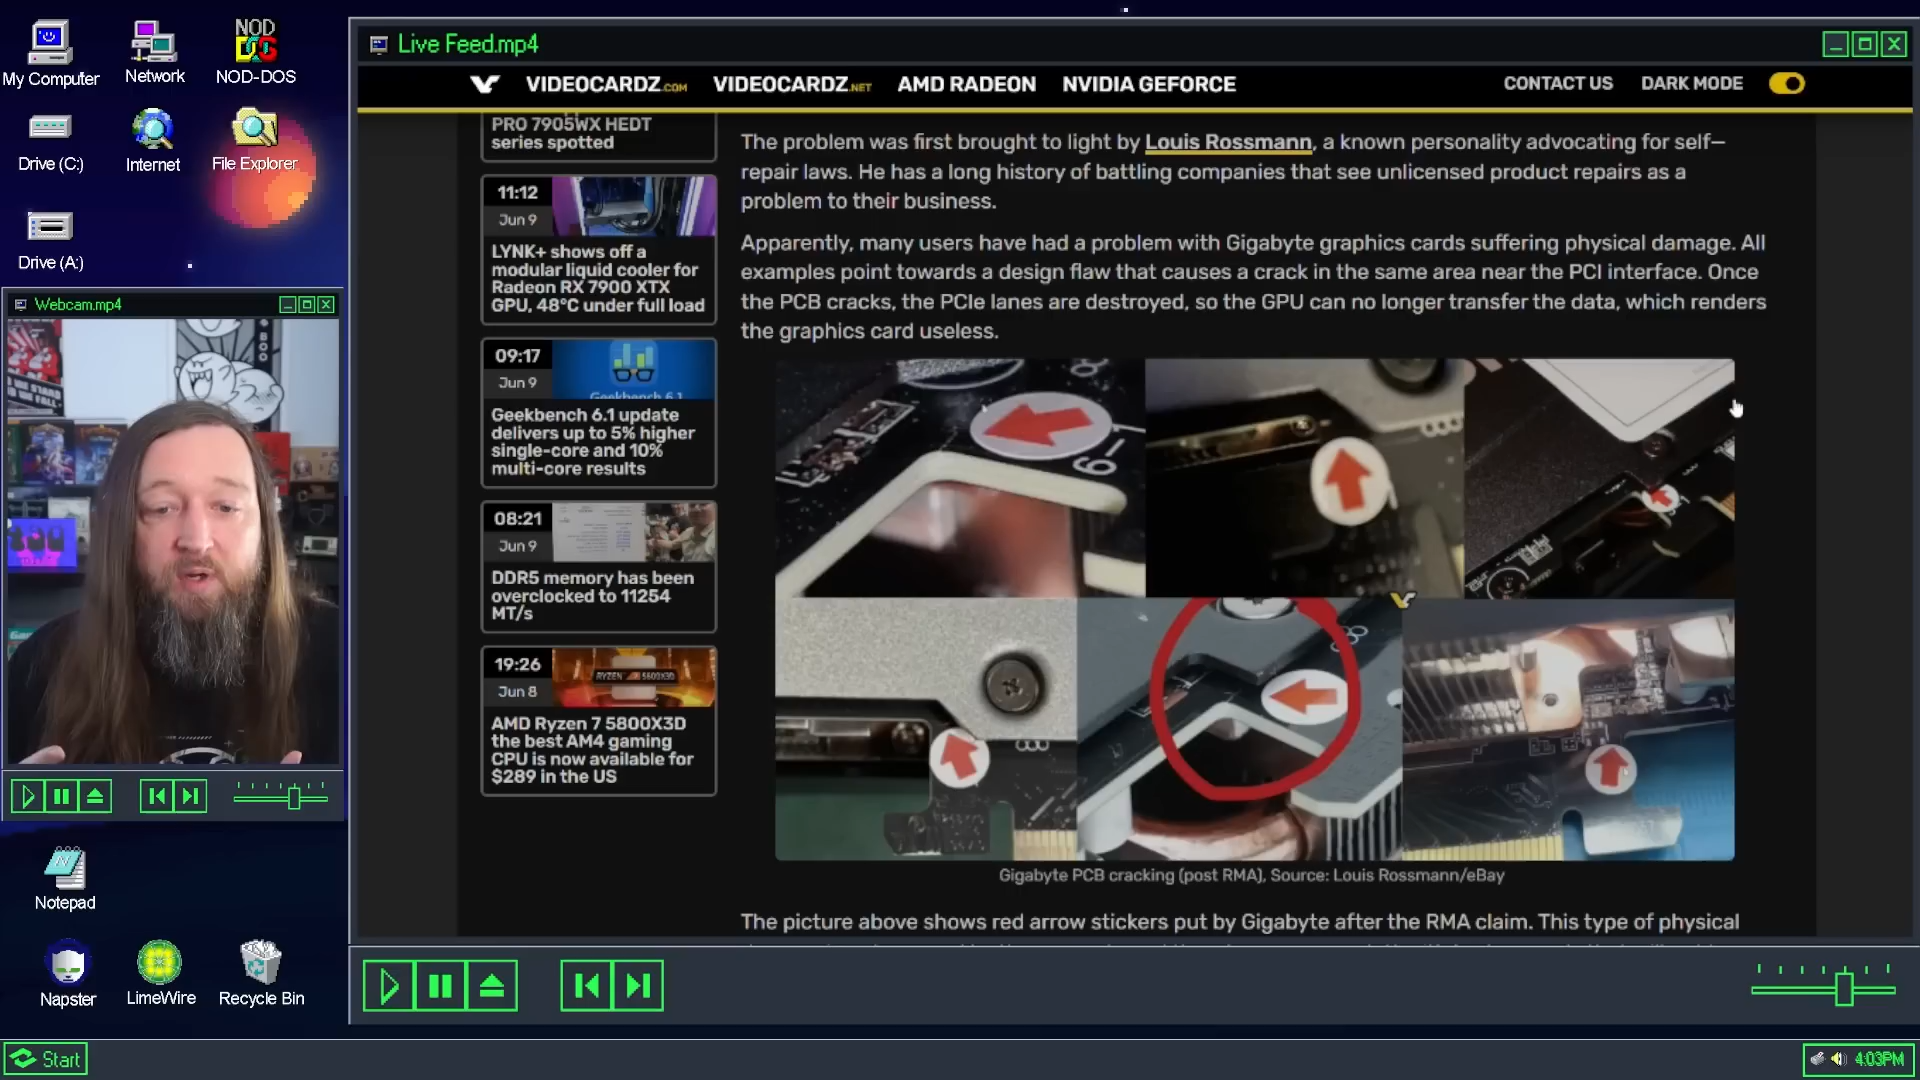 My Computer
Network
NOD
NOD-DOS
Drive (C:)
Internet
File Explorer
Drive (A:)
Webcam.mp4
BOO
Notepad
Napster
LimeWire
Recycle Bin
Start
Live Feed.mp4
VIDEOCARDZ.COM VIDEOCARDZ.NET AMD RADEON NVIDIA GEFORCE CONTACT US DARK MODE
PRO 7905WX HEDT
series spotted
11:12
Jun 9
LYNK+ shows off a
modular liquid cooler for
Radeon RX 7900 XTX
GPU, 48°C under full load
09:17
Jun 9
Geekbench 6.1
Geekbench 6.1 update
delivers up to 5% higher
single-core and 10%
multi-core results
08:21
Jun 9
DDR5 memory has been
overclocked to 11254
MT/s
19:26
Jun 8
RYZEN 7 5800X3D
AMD Ryzen 7 5800X3D
the best AM4 gaming
CPU is now available for
$289 in the US
The problem was first brought to light by Louis Rossmann, a known personality advocating for self–
repair laws. He has a long history of battling companies that see unlicensed product repairs as a
problem to their business.
Apparently, many users have had a problem with Gigabyte graphics cards suffering physical damage. All
examples point towards a design flaw that causes a crack in the same area near the PCI interface. Once
the PCB cracks, the PCIe lanes are destroyed, so the GPU can no longer transfer the data, which renders
the graphics card useless.
Gigabyte PCB cracking (post RMA), Source: Louis Rossmann/eBay
The picture above shows red arrow stickers put by Gigabyte after the RMA claim. This type of physical
4:03PM